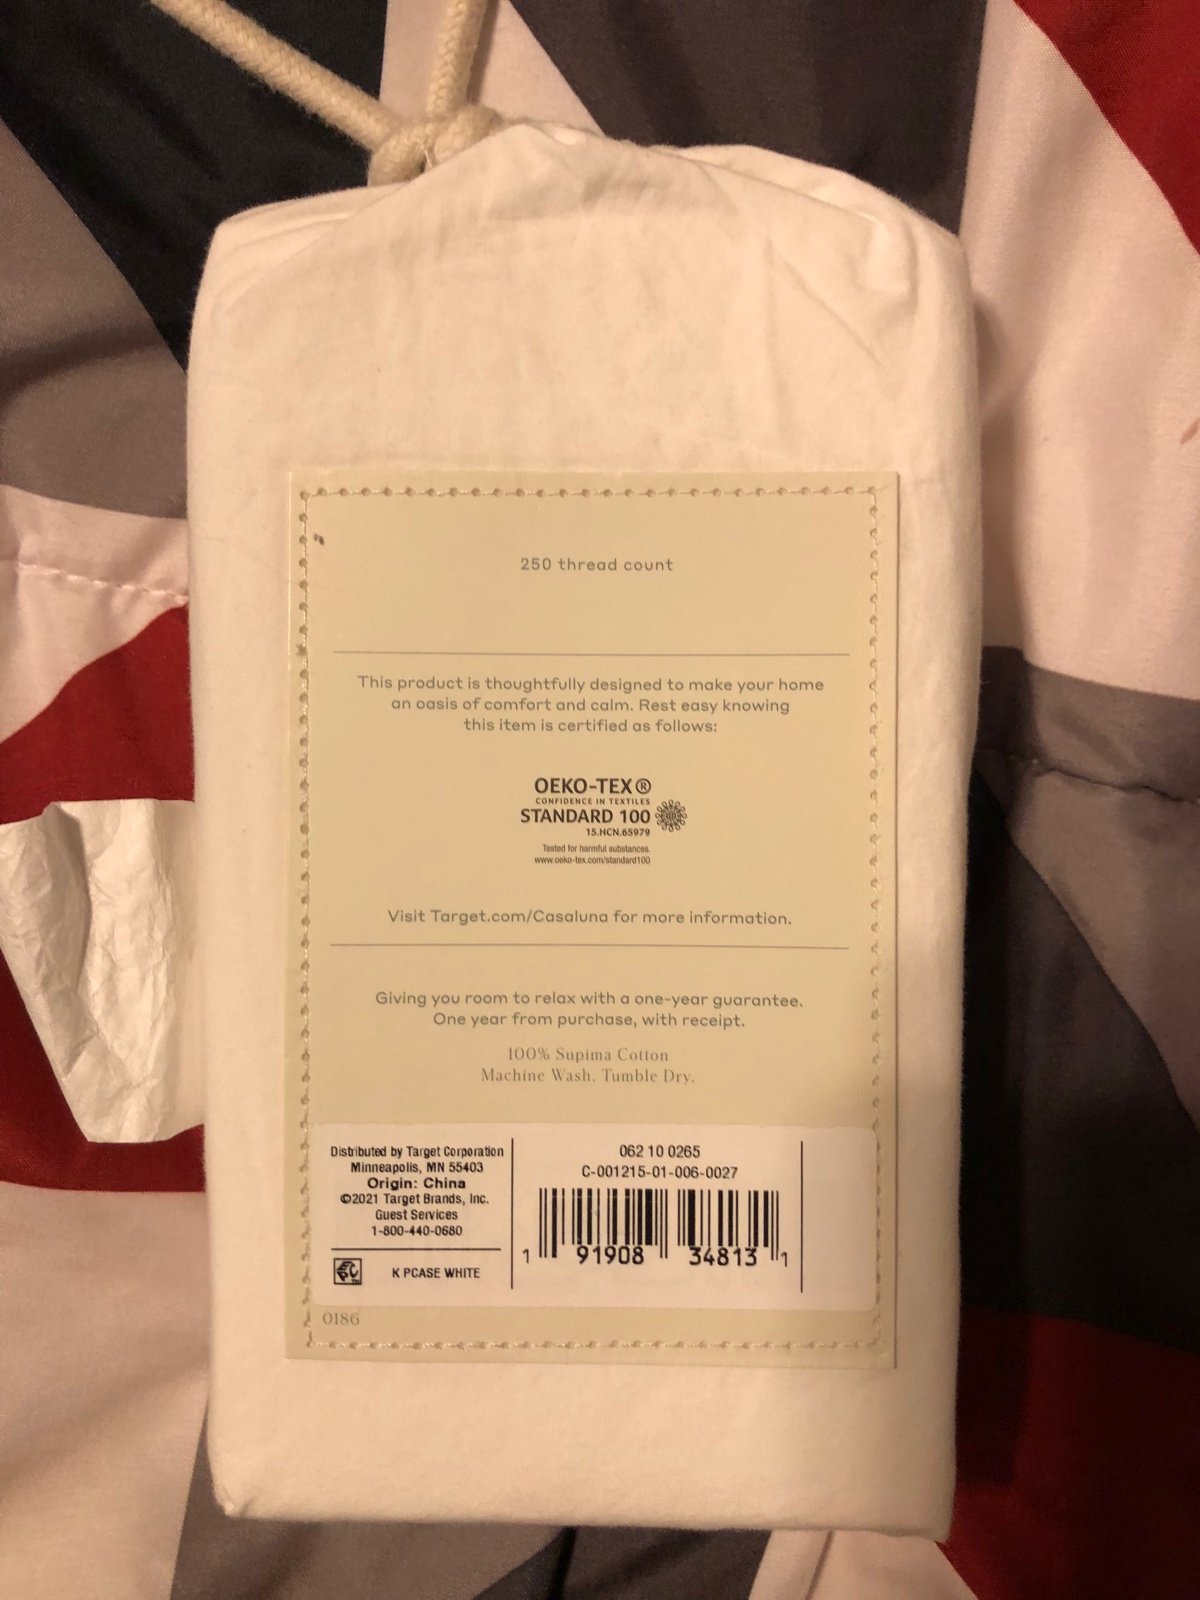 250 thread count
This product is thoughtfully designed to make your home
an oasis of comfort and calm. Rest easy knowing
this item is certified as follows:
OEKO-TEX®
CONFIDENCE IN TEXTILES
STANDARD 100
15.HCN.65979
Tested for harmful substances.
www.oeko-tex.com/standard100
Visit Target.com/Casaluna for more information.
Giving you room to relax with a one-year guarantee.
One year from purchase, with receipt.
100% Supima Cotton
Machine Wash. Tumble Dry.
Distributed by Target Corporation
Minneapolis, MN 55403
Origin: China
©2021 Target Brands, Inc.
Guest Services
1-800-440-0680
K PCASE WHITE
062 10 0265
C-001215-01-006-0027
1 91908 34813 1
0186